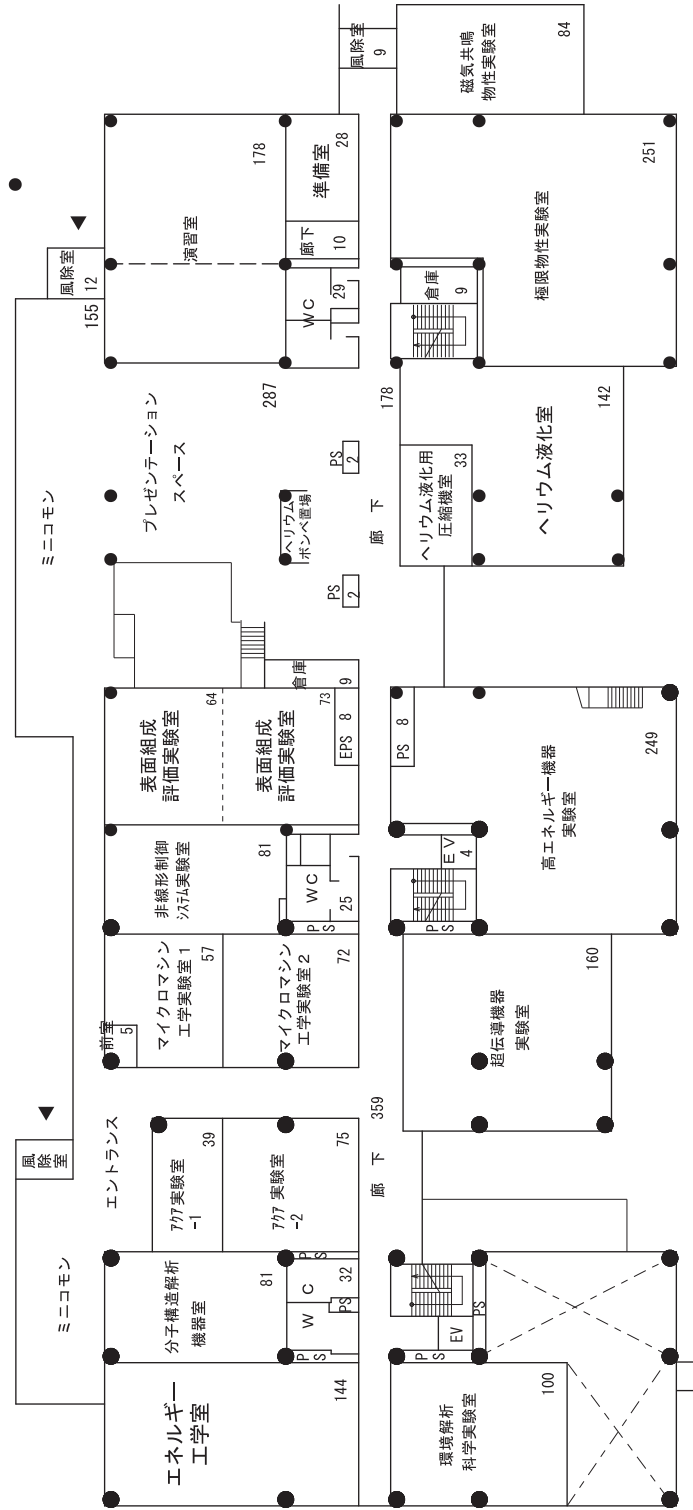 ミニコモン
風除室
12
155
演習室
178
風除室
9
WC
29
廊下
10
準備室
28
磁気共鳴
物性実験室
84
プレゼンテーション
スペース
287
ヘリウム
ボンベ置場
PS
2
PS
2
廊下
178
倉庫
9
極限物性実験室
251
ヘリウム液化用
圧縮機室
33
ヘリウム液化室
142
表面組成
評価実験室
64
表面組成
評価実験室
73
倉庫
9
EPS 8
PS 8
高エネルギー機器
実験室
249
EV
4
PS
非線形制御
システム実験室
81
WC
25
PS
前室
5
マイクロマシン
工学実験室 1
57
マイクロマシン
工学実験室 2
72
超伝導機器
実験室
160
風除室
エントランス
アクア実験室
-1
39
アクア実験室
-2
75
359
廊下
ミニコモン
分子構造解析
機器室
81
PS
WC
32
PS
PS
エネルギー
工学室
144
PS
EV
PS
環境解析
科学実験室
100